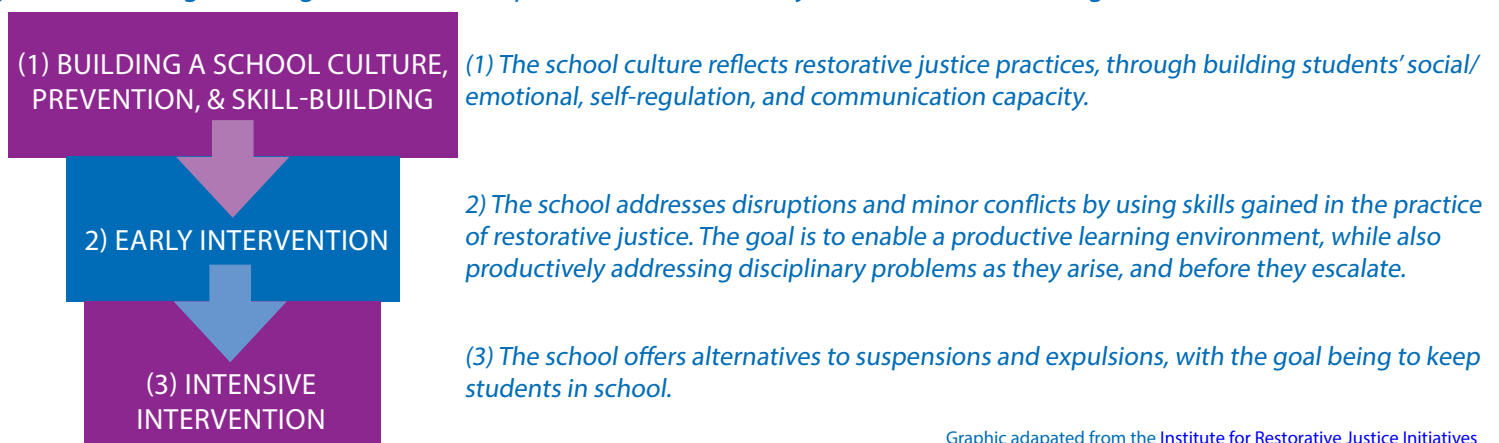 (1) BUILDING A SCHOOL CULTURE,
PREVENTION, & SKILL-BUILDING
(1) The school culture reflects restorative justice practices, through building students' social/
emotional, self-regulation, and communication capacity.
2) EARLY INTERVENTION
2) The school addresses disruptions and minor conflicts by using skills gained in the practice
of restorative justice. The goal is to enable a productive learning environment, while also
productively addressing disciplinary problems as they arise, and before they escalate.
(3) INTENSIVE
INTERVENTION
(3) The school offers alternatives to suspensions and expulsions, with the goal being to keep
students in school.
Graphic adapated from the Institute for Restorative Justice Initiatives